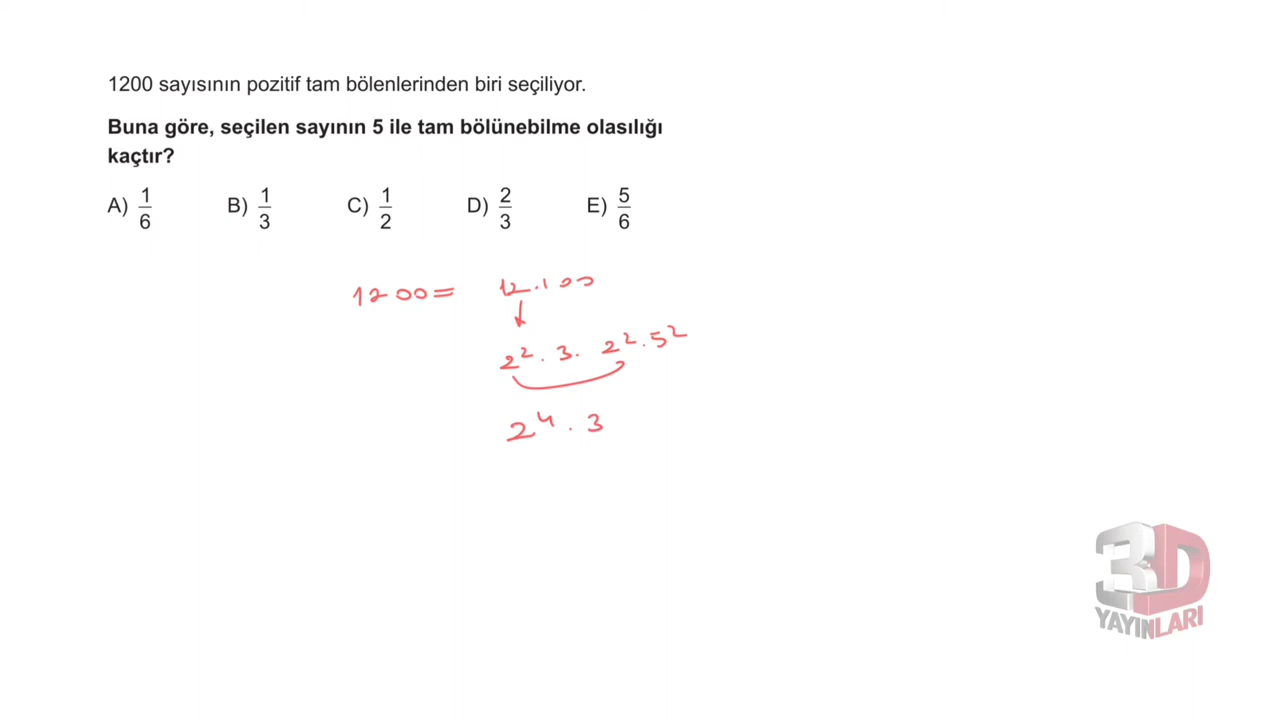 1200 sayısının pozitif tam bölenlerinden biri seçiliyor.
Buna göre, seçilen sayının 5 ile tam bölünebilme olasılığı
kaçtır?
A) 1/6 B) 1/3 C) 1/2 D) 2/3 E) 5/6
1200 = 12.100
2² . 3 . 2² . 5²
2⁴ . 3
3D
YAYINLARI